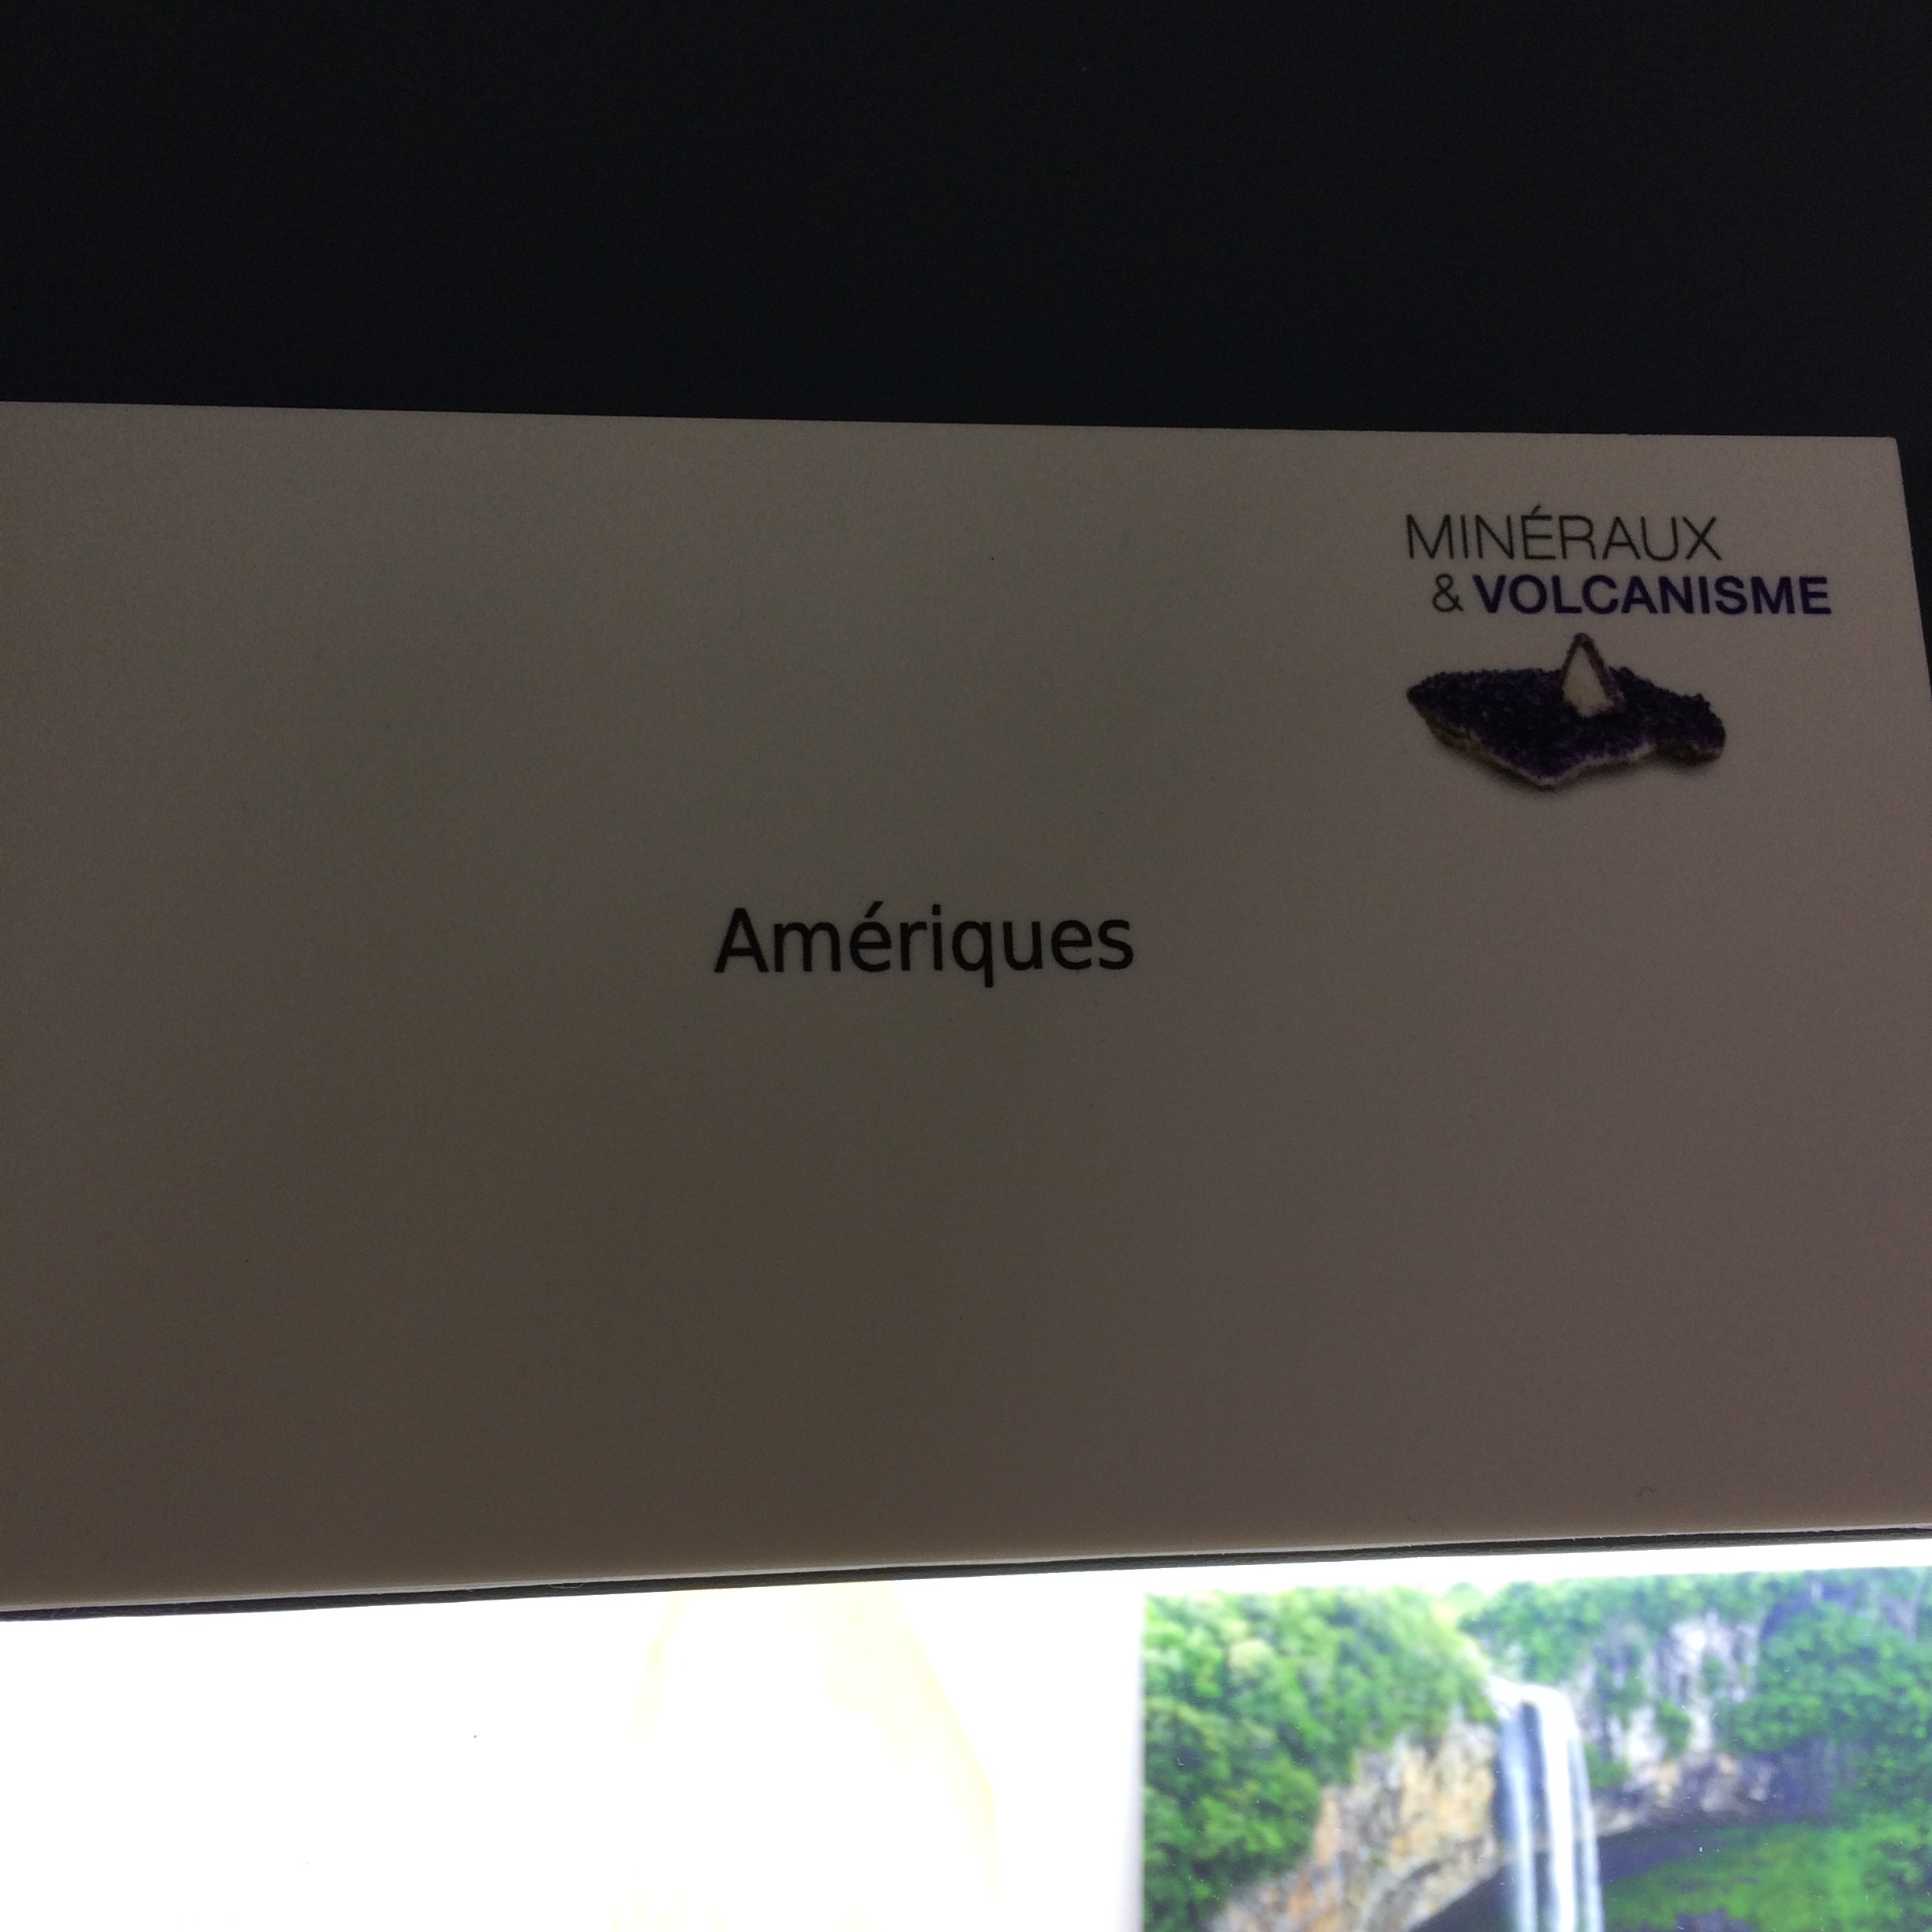 MINÉRAUX
& VOLCANISME
Amériques